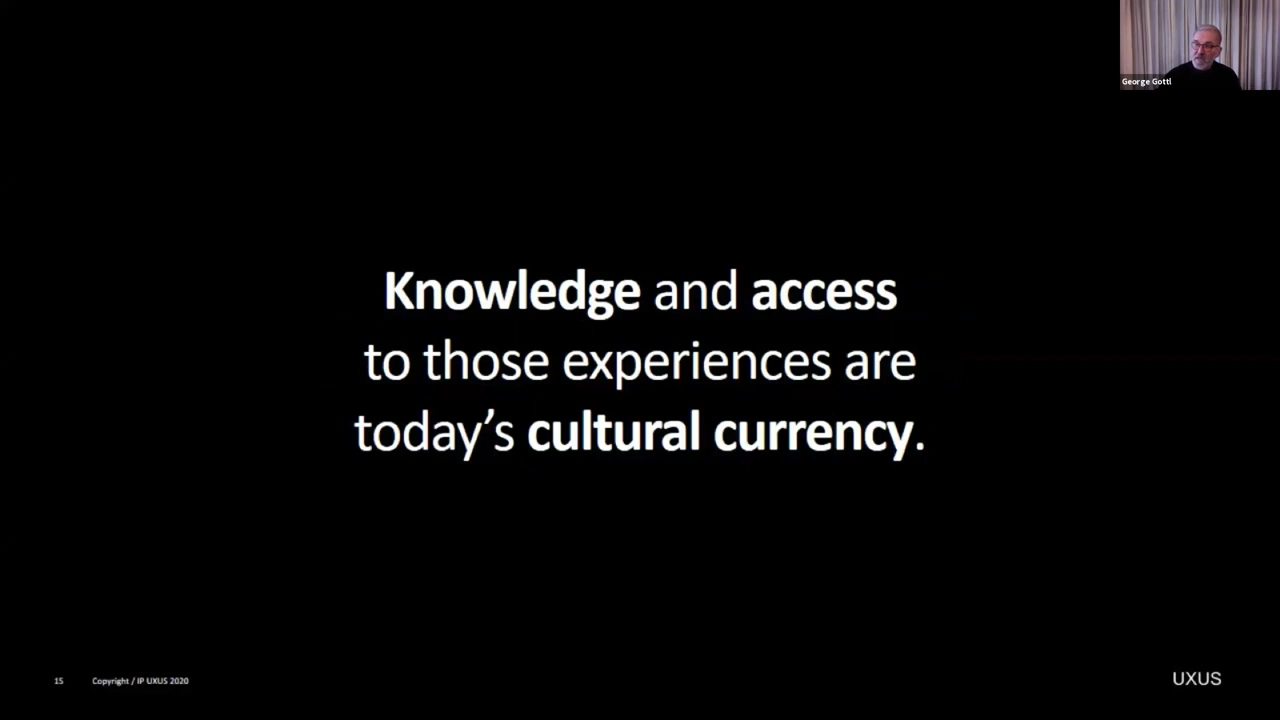 George Gottl
Knowledge and access
to those experiences are
today’s cultural currency.
15 Copyright / IP UXUS 2020
UXUS